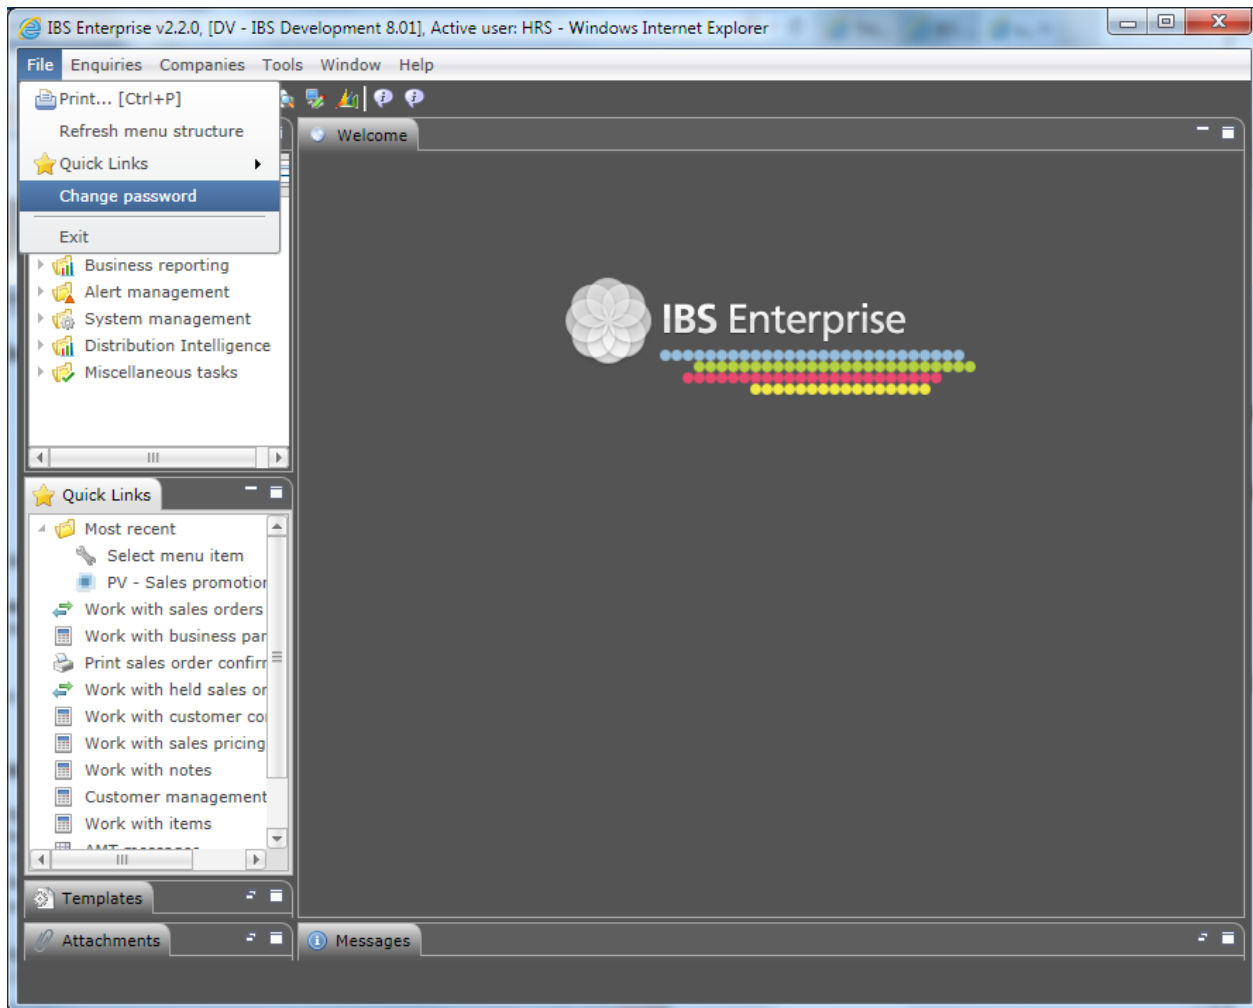 IBS Enterprise v2.2.0, [DV - IBS Development 8.01], Active user: HRS - Windows Internet Explorer
File Enquiries Companies Tools Window Help
Print... [Ctrl+P]
Refresh menu structure
Quick Links
Change password
Exit
Business reporting
Alert management
System management
Distribution Intelligence
Miscellaneous tasks
Welcome
IBS Enterprise
Quick Links
Most recent
Select menu item
PV - Sales promotion
Work with sales orders
Work with business par
Print sales order confirr
Work with held sales or
Work with customer co
Work with sales pricing
Work with notes
Customer management
Work with items
AMT messages
Templates
Attachments
Messages